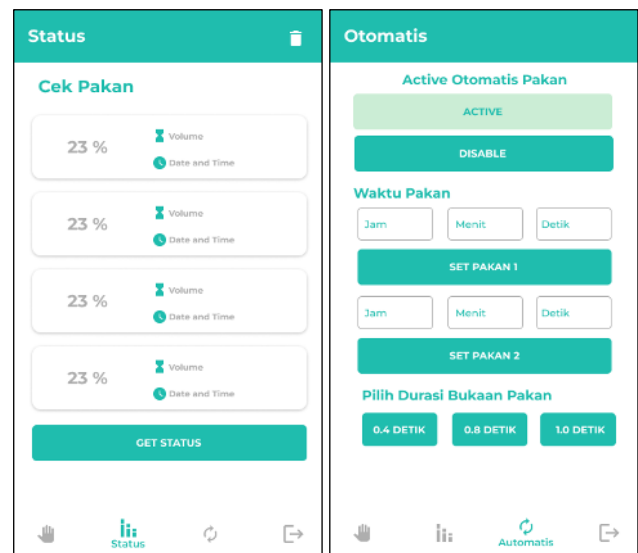 Status
Cek Pakan
23 %
Volume
Date and Time
23 %
Volume
Date and Time
23 %
Volume
Date and Time
23 %
Volume
Date and Time
GET STATUS
Status
Otomatis
Active Otomatis Pakan
ACTIVE
DISABLE
Waktu Pakan
Jam Menit Detik
SET PAKAN 1
Jam Menit Detik
SET PAKAN 2
Pilih Durasi Bukaan Pakan
0.4 DETIK 0.8 DETIK 1.0 DETIK
Automatis